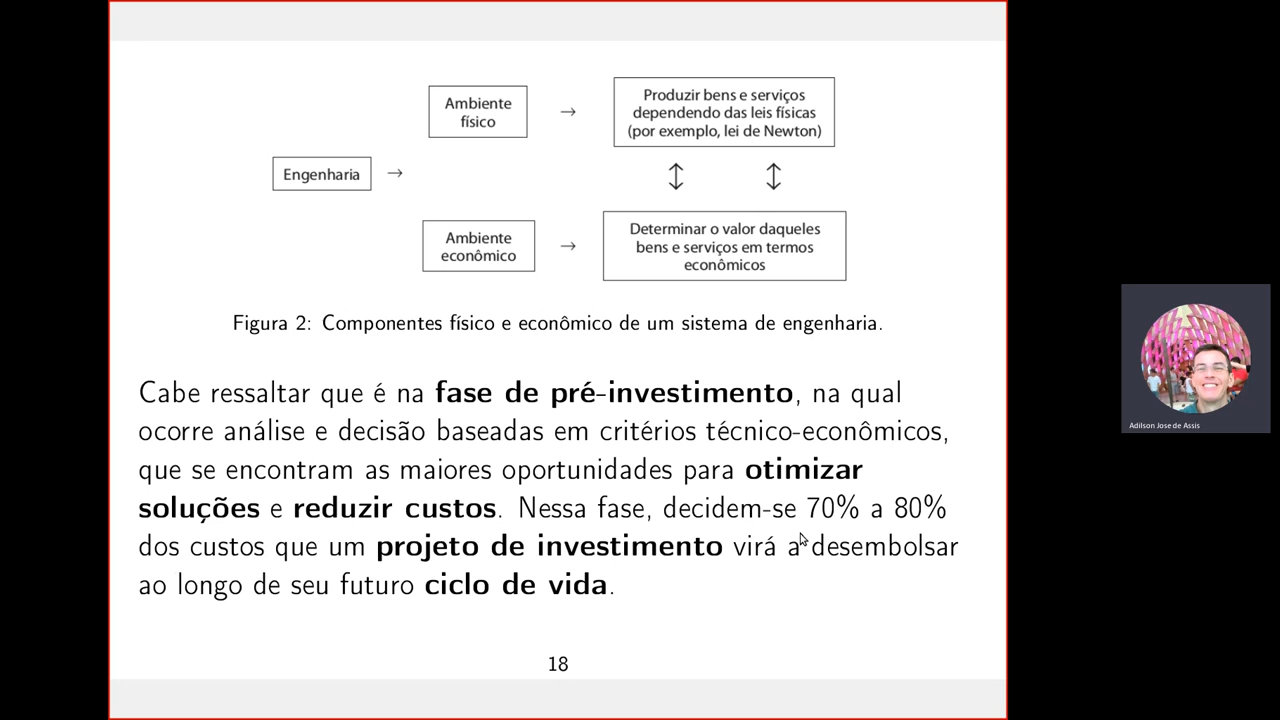 Ambiente
físico
→
Produzir bens e serviços
dependendo das leis físicas
(por exemplo, lei de Newton)
Engenharia
→
Ambiente
econômico
→
Determinar o valor daqueles
bens e serviços em termos
econômicos
Figura 2: Componentes físico e econômico de um sistema de engenharia.
Cabe ressaltar que é na fase de pré-investimento, na qual
ocorre análise e decisão baseadas em critérios técnico-econômicos,
que se encontram as maiores oportunidades para otimizar
soluções e reduzir custos. Nessa fase, decidem-se 70% a 80%
dos custos que um projeto de investimento virá a desembolsar
ao longo de seu futuro ciclo de vida.
18
Adilson Jose de Assis